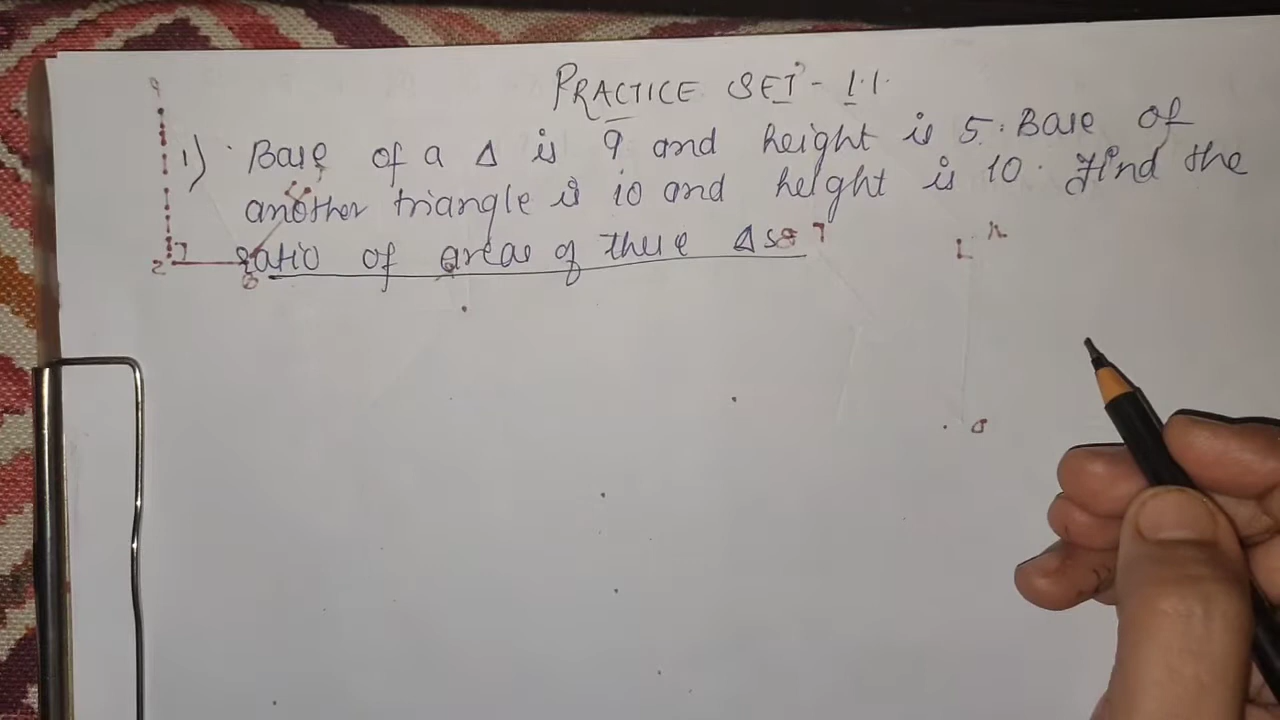 PRACTICE SET - 1.1.
1) Base of a Δ is 9 and height is 5. Base of
another triangle is 10 and height is 10. Find the
ratio of areas of these Δs